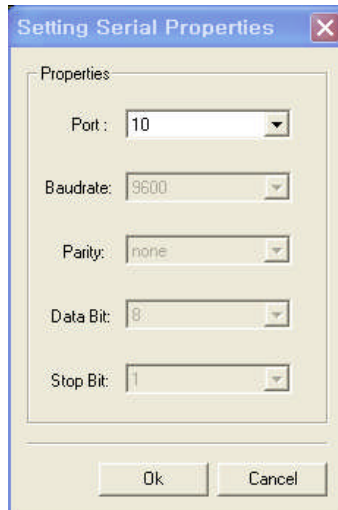 Setting Serial Properties
Properties
Port : 10
Baudrate: 9600
Parity: none
Data Bit: 8
Stop Bit: 1
Ok Cancel